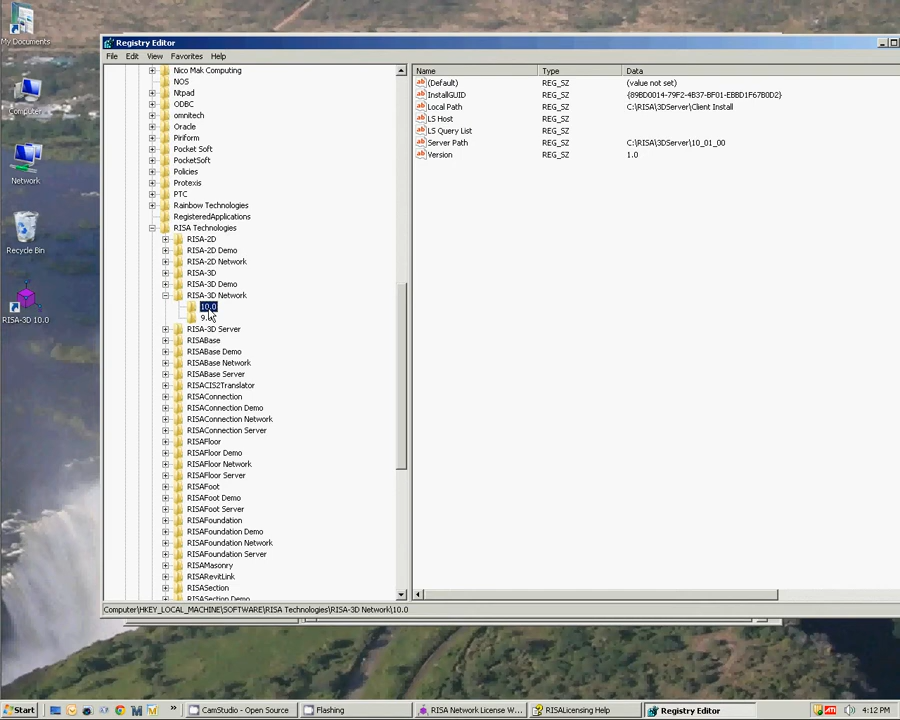 My Documents
Computer
Network
Recycle Bin
RISA-3D 10.0
Registry Editor
File Edit View Favorites Help
Nico Mak Computing
NOS
Ntpad
ODBC
omnitech
Oracle
Piriform
Pocket Soft
PocketSoft
Policies
Protexis
PTC
Rainbow Technologies
RegisteredApplications
RISA Technologies
RISA-2D
RISA-2D Demo
RISA-2D Network
RISA-3D
RISA-3D Demo
RISA-3D Network
10.0
RISA-3D Server
RISABase
RISABase Demo
RISABase Network
RISABase Server
RISACIS2Translator
RISAConnection
RISAConnection Demo
RISAConnection Network
RISAConnection Server
RISAFloor
RISAFloor Demo
RISAFloor Network
RISAFloor Server
RISAFoot
RISAFoot Demo
RISAFoot Server
RISAFoundation
RISAFoundation Demo
RISAFoundation Network
RISAFoundation Server
RISAMasonry
RISARevitLink
RISASection
RISASection Demo
Name Type Data
(Default) REG_SZ (value not set)
InstallGUID REG_SZ {89BD0014-79F2-4B37-BF01-EBBD1F67B0D2}
Local Path REG_SZ C:\RISA\3DServer\Client Install
LS Host REG_SZ
LS Query List REG_SZ
Server Path REG_SZ C:\RISA\3DServer\10_01_00
Version REG_SZ 1.0
Computer\HKEY_LOCAL_MACHINE\SOFTWARE\RISA Technologies\RISA-3D Network\10.0
Start
CamStudio - Open Source
Flashing
RISA Network License W...
RISALicensing Help
Registry Editor
4:12 PM